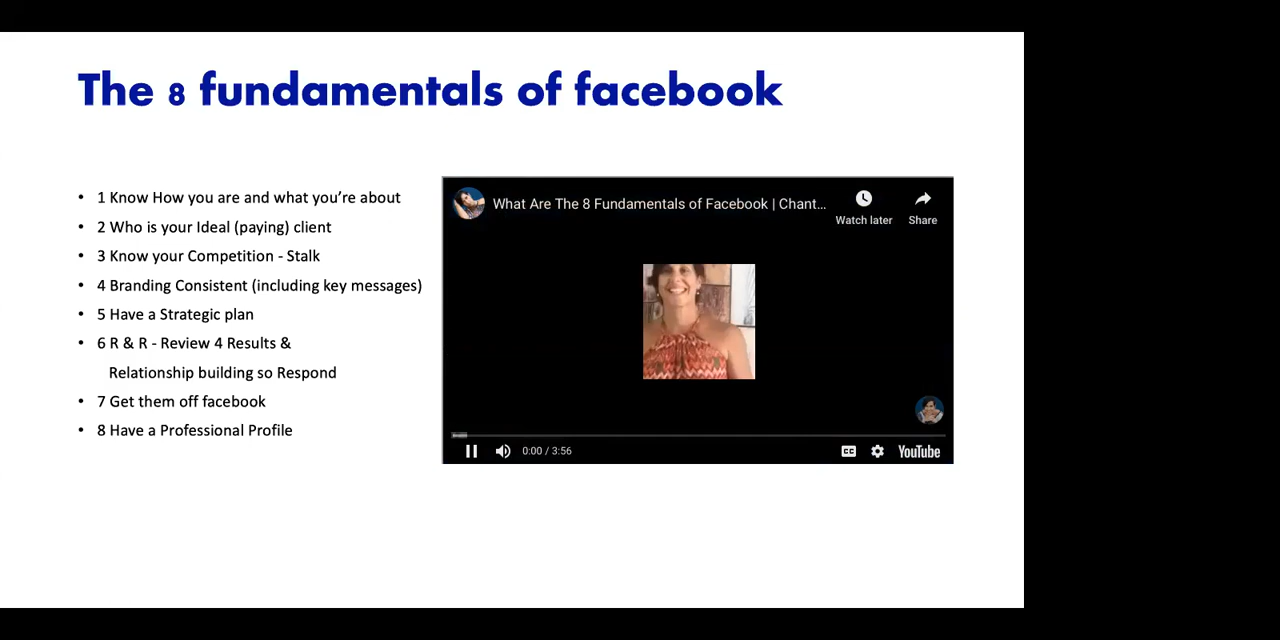 The 8 fundamentals of facebook
• 1 Know How you are and what you're about
• 2 Who is your Ideal (paying) client
• 3 Know your Competition - Stalk
• 4 Branding Consistent (including key messages)
• 5 Have a Strategic plan
• 6 R & R - Review 4 Results &
Relationship building so Respond
• 7 Get them off facebook
• 8 Have a Professional Profile
What Are The 8 Fundamentals of Facebook | Chant...
Watch later
Share
0:00 / 3:56
CC
YouTube